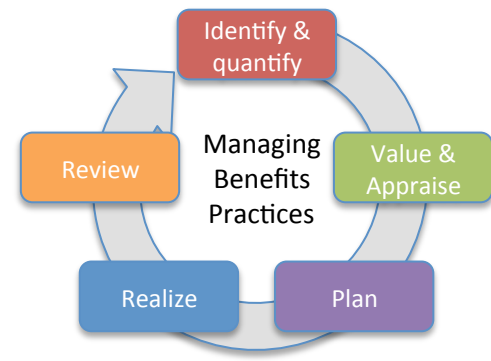 Identify &
quantify
Managing
Benefits
Practices
Value &
Appraise
Plan
Realize
Review